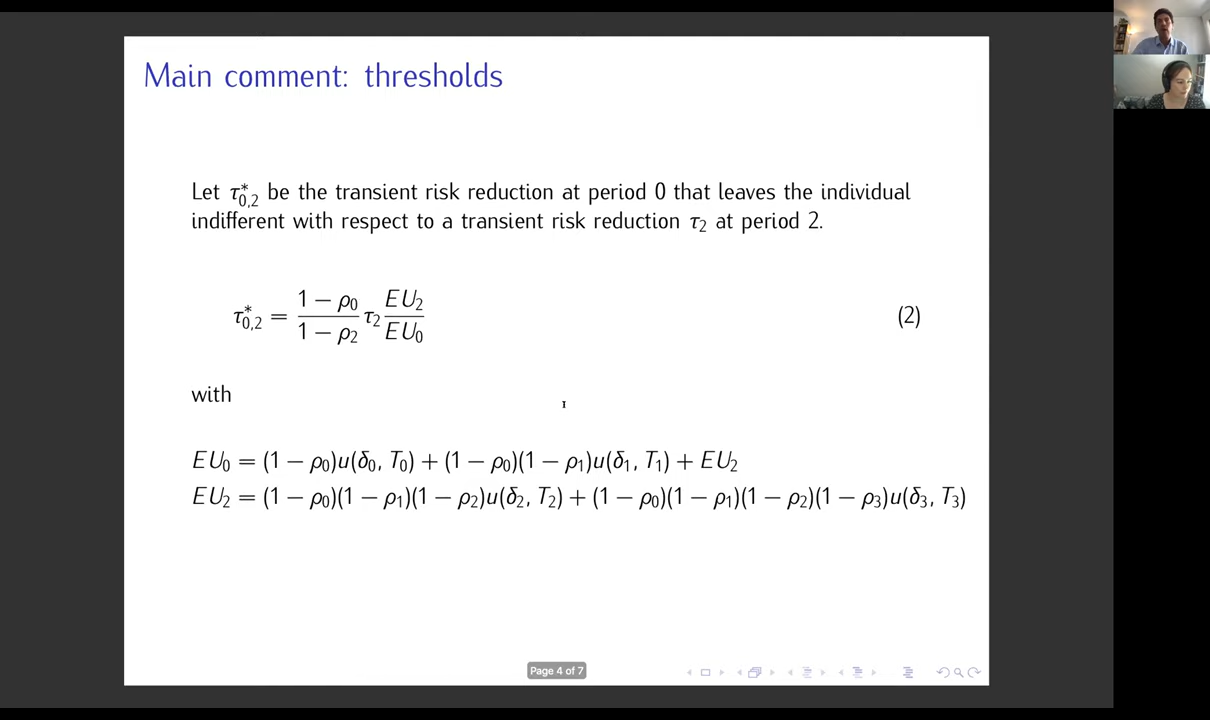 Main comment: thresholds
Let τ*0,2 be the transient risk reduction at period 0 that leaves the individual
indifferent with respect to a transient risk reduction τ2 at period 2.
τ*0,2 = (1 − ρ0)/(1 − ρ2) τ2 EU2/EU0 (2)
with
EU0 = (1 − ρ0)u(δ0, T0) + (1 − ρ0)(1 − ρ1)u(δ1, T1) + EU2
EU2 = (1 − ρ0)(1 − ρ1)(1 − ρ2)u(δ2, T2) + (1 − ρ0)(1 − ρ1)(1 − ρ2)(1 − ρ3)u(δ3, T3)
Page 4 of 7